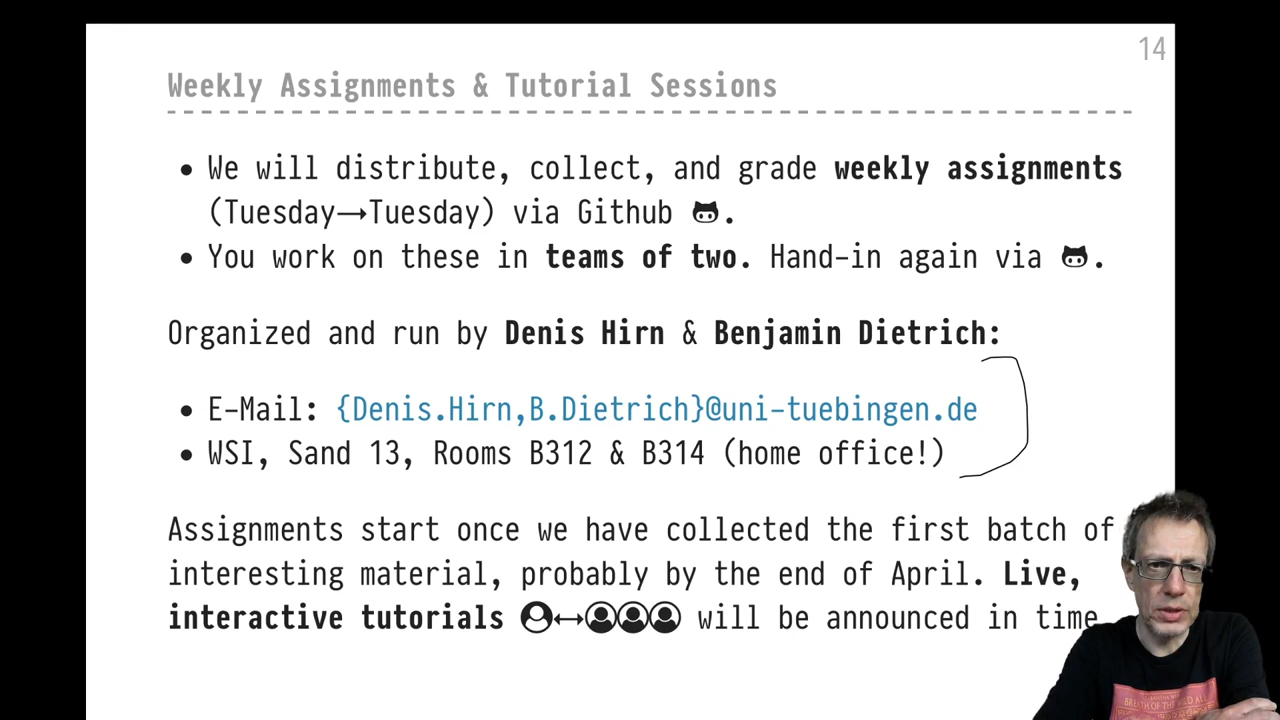 14
Weekly Assignments & Tutorial Sessions
• We will distribute, collect, and grade weekly assignments
(Tuesday→Tuesday) via Github .
• You work on these in teams of two. Hand-in again via .
Organized and run by Denis Hirn & Benjamin Dietrich:
• E-Mail: {Denis.Hirn,B.Dietrich}@uni-tuebingen.de
• WSI, Sand 13, Rooms B312 & B314 (home office!)
Assignments start once we have collected the first batch of
interesting material, probably by the end of April. Live,
interactive tutorials ↔ will be announced in time
BREATH OF THE